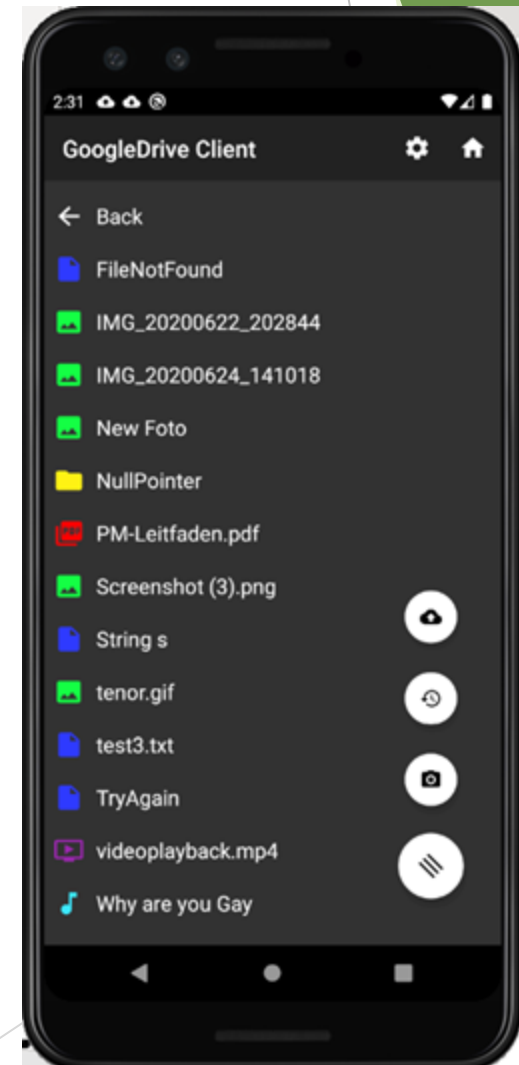 2:31
GoogleDrive Client
Back
FileNotFound
IMG_20200622_202844
IMG_20200624_141018
New Foto
NullPointer
PM-Leitfaden.pdf
Screenshot (3).png
String s
tenor.gif
test3.txt
TryAgain
videoplayback.mp4
Why are you Gay